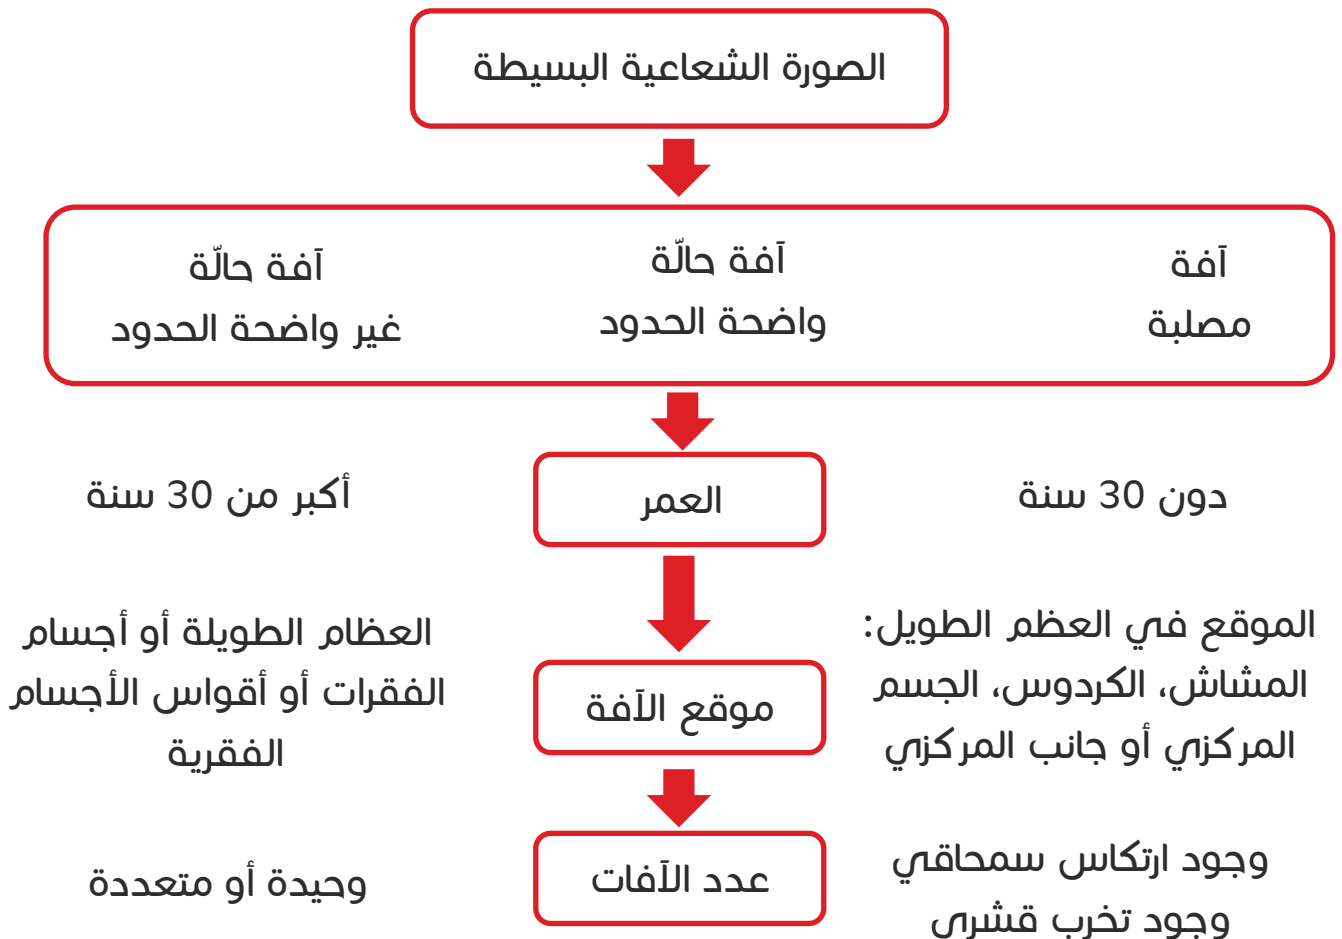 الصورة الشعاعية البسيطة
آفة
مصلبة
آفة حالّة
واضحة الحدود
آفة حالّة
غير واضحة الحدود
دون 30 سنة
العمر
أكبر من 30 سنة
الموقع في العظم الطويل:
المشاش، الكردوس، الجسم
المركزي أو جانب المركزي
موقع الآفة
العظام الطويلة أو أجسام
الفقرات أو أقواس الأجسام
الفقرية
وجود ارتكاس سمحاقي
وجود تخرب قشري
عدد الآفات
وحيدة أو متعددة